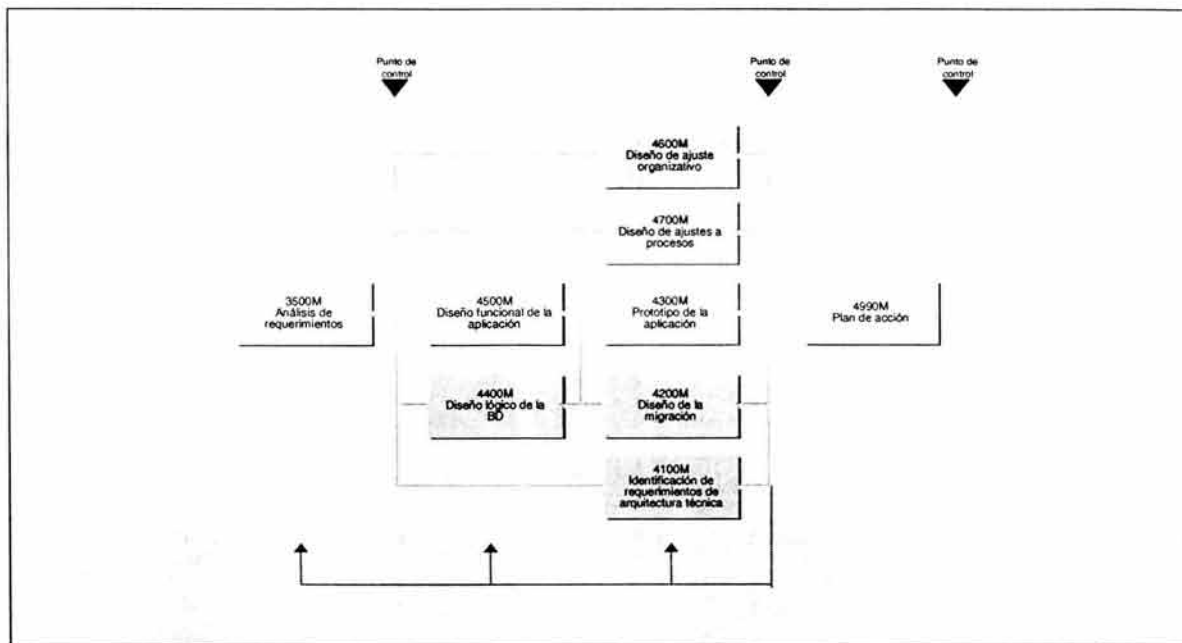 Punto de
control
Punto de
control
Punto de
control
4600M
Diseño de ajuste
organizativo
4700M
Diseño de ajustes a
procesos
3500M
Análisis de
requerimientos
4500M
Diseño funcional de la
aplicación
4300M
Prototipo de la
aplicación
4990M
Plan de acción
4400M
Diseño lógico de la
BD
4200M
Diseño de la
migración
4100M
Identificación de
requerimientos de
arquitectura técnica